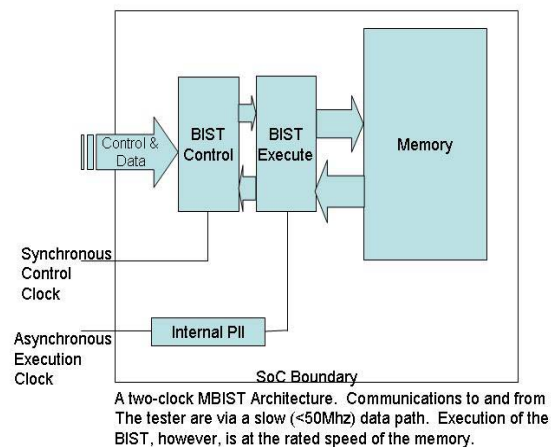 Control &
Data
BIST
Control
BIST
Execute
Memory
Synchronous
Control
Clock
Asynchronous
Execution
Clock
Internal Pll
SoC Boundary
A two-clock MBIST Architecture. Communications to and from
The tester are via a slow (<50Mhz) data path. Execution of the
BIST, however, is at the rated speed of the memory.